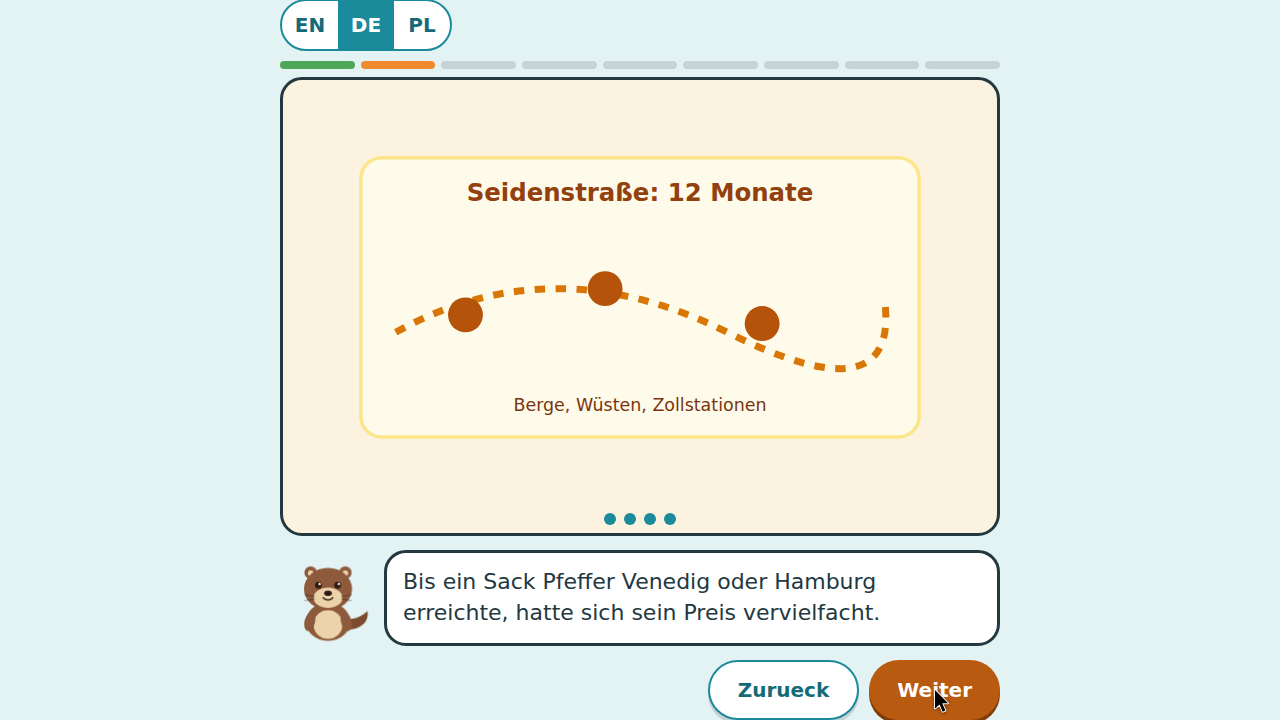 EN DE PL
Seidenstraße: 12 Monate
Berge, Wüsten, Zollstationen
Bis ein Sack Pfeffer Venedig oder Hamburg
erreichte, hatte sich sein Preis vervielfacht.
Zurueck Weiter